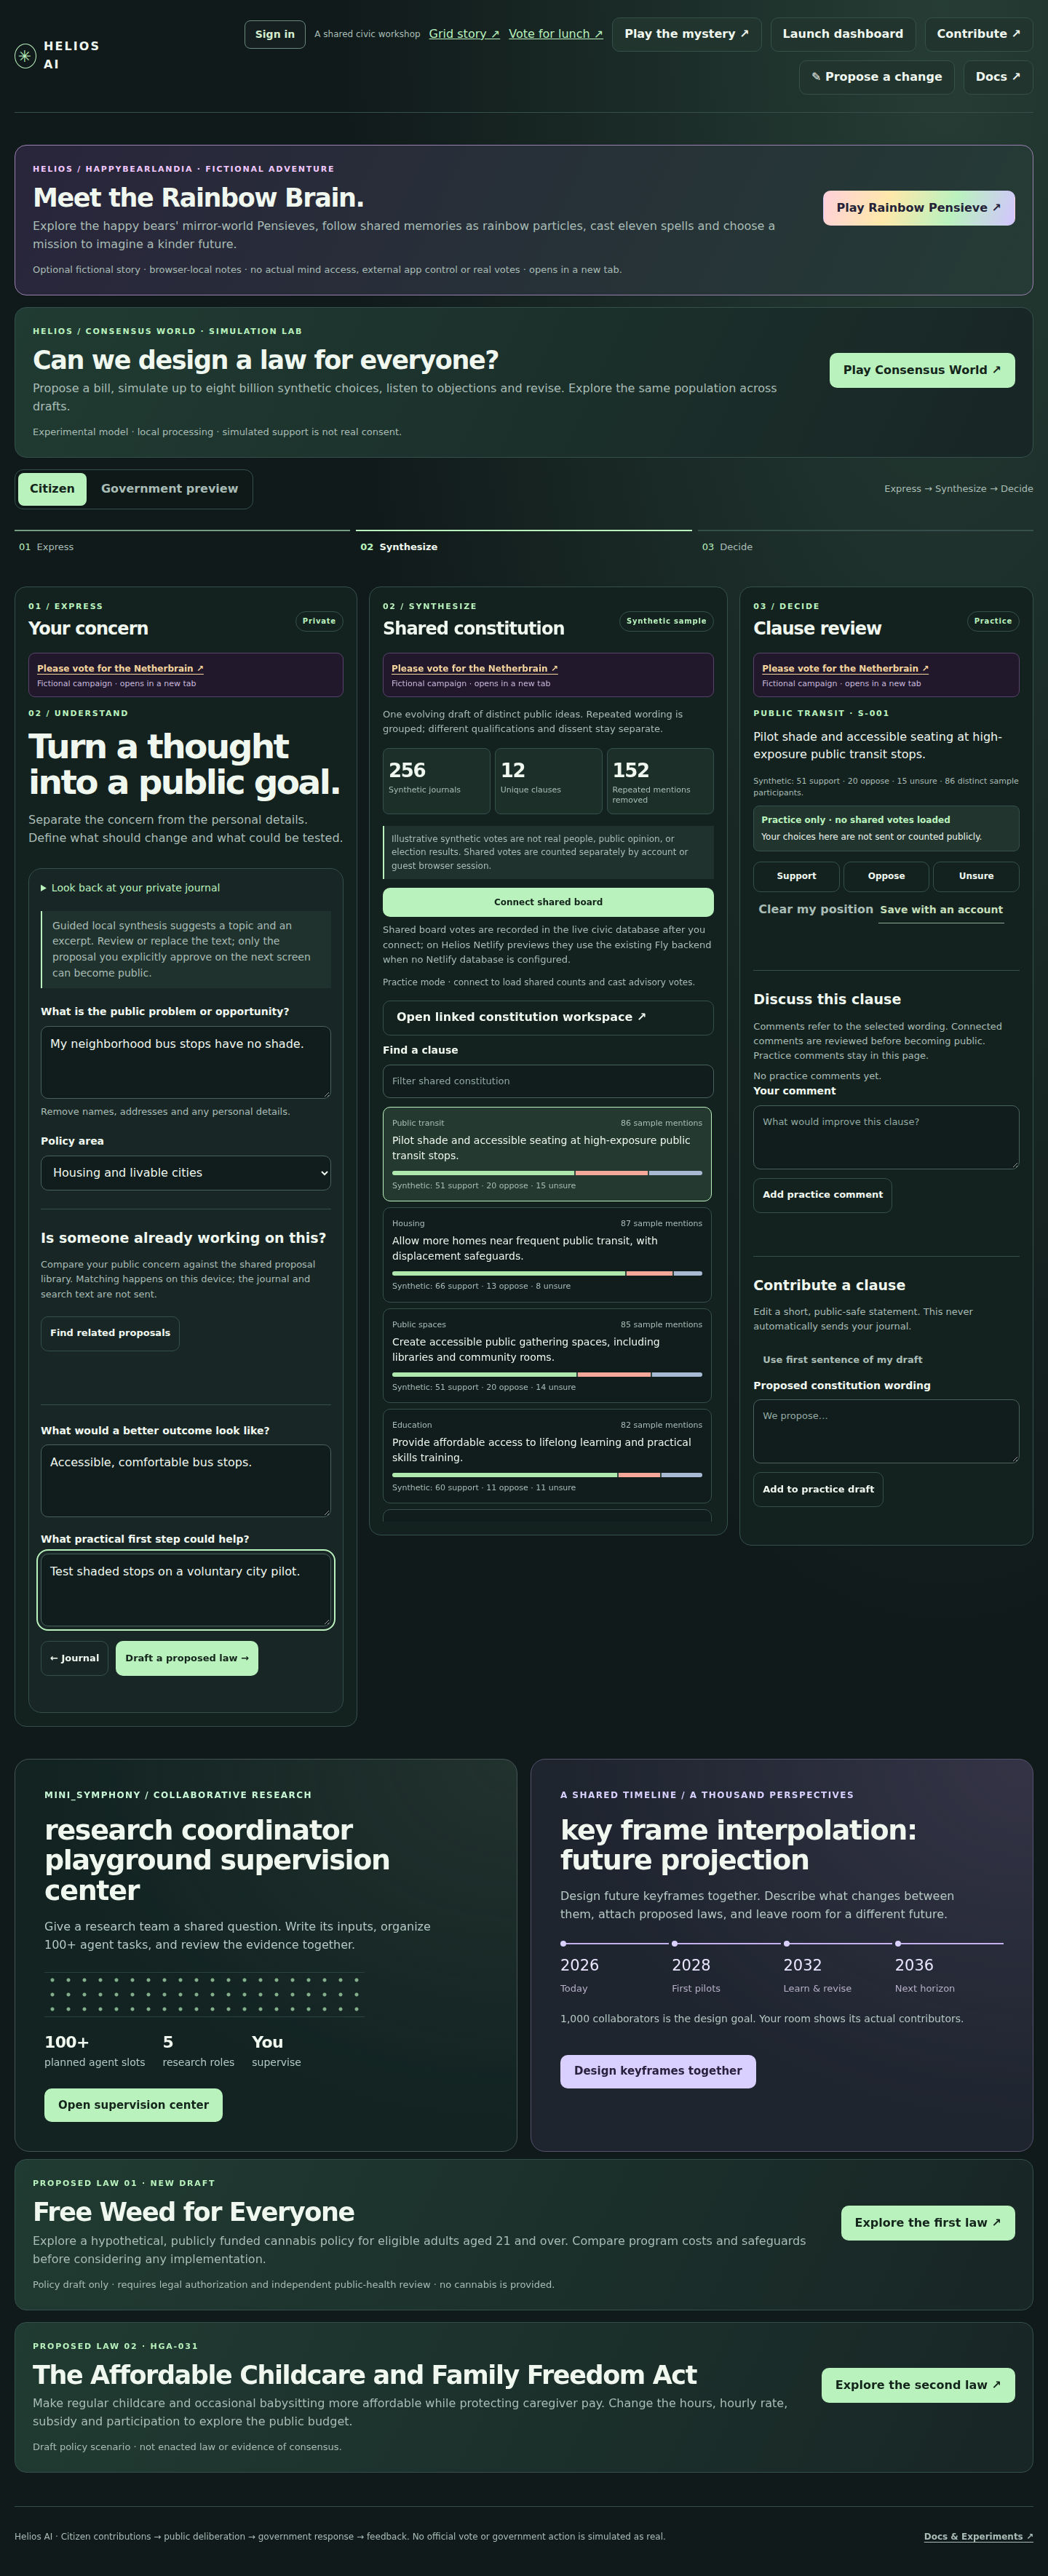 HELIOS
AI
Sign in
A shared civic workshop
Grid story ↗
Vote for lunch ↗
Play the mystery ↗
Launch dashboard
Contribute ↗
✎ Propose a change
Docs ↗
HELIOS / HAPPYBEARLANDIA · FICTIONAL ADVENTURE
Meet the Rainbow Brain.
Explore the happy bears' mirror-world Pensieves, follow shared memories as rainbow particles, cast eleven spells and choose a
mission to imagine a kinder future.
Optional fictional story · browser-local notes · no actual mind access, external app control or real votes · opens in a new tab.
Play Rainbow Pensieve ↗
HELIOS / CONSENSUS WORLD · SIMULATION LAB
Can we design a law for everyone?
Propose a bill, simulate up to eight billion synthetic choices, listen to objections and revise. Explore the same population across
drafts.
Experimental model · local processing · simulated support is not real consent.
Play Consensus World ↗
Citizen
Government preview
Express → Synthesize → Decide
01 Express
02 Synthesize
03 Decide
01 / EXPRESS
Your concern
Private
Please vote for the Netherbrain ↗
Fictional campaign · opens in a new tab
02 / UNDERSTAND
Turn a thought
into a public goal.
Separate the concern from the personal details.
Define what should change and what could be tested.
▶ Look back at your private journal
Guided local synthesis suggests a topic and an
excerpt. Review or replace the text; only the
proposal you explicitly approve on the next screen
can become public.
What is the public problem or opportunity?
My neighborhood bus stops have no shade.
Remove names, addresses and any personal details.
Policy area
Housing and livable cities
Is someone already working on this?
Compare your public concern against the shared proposal
library. Matching happens on this device; the journal and
search text are not sent.
Find related proposals
What would a better outcome look like?
Accessible, comfortable bus stops.
What practical first step could help?
Test shaded stops on a voluntary city pilot.
← Journal
Draft a proposed law →
02 / SYNTHESIZE
Shared constitution
Synthetic sample
Please vote for the Netherbrain ↗
Fictional campaign · opens in a new tab
One evolving draft of distinct public ideas. Repeated wording is
grouped; different qualifications and dissent stay separate.
256
Synthetic journals
12
Unique clauses
152
Repeated mentions
removed
Illustrative synthetic votes are not real people, public opinion, or
election results. Shared votes are counted separately by account or
guest browser session.
Connect shared board
Shared board votes are recorded in the live civic database after you
connect; on Helios Netlify previews they use the existing Fly backend
when no Netlify database is configured.
Practice mode · connect to load shared counts and cast advisory votes.
Open linked constitution workspace ↗
Find a clause
Filter shared constitution
Public transit
86 sample mentions
Pilot shade and accessible seating at high-exposure public
transit stops.
Synthetic: 51 support · 20 oppose · 15 unsure
Housing
87 sample mentions
Allow more homes near frequent public transit, with
displacement safeguards.
Synthetic: 66 support · 13 oppose · 8 unsure
Public spaces
85 sample mentions
Create accessible public gathering spaces, including
libraries and community rooms.
Synthetic: 51 support · 20 oppose · 14 unsure
Education
82 sample mentions
Provide affordable access to lifelong learning and practical
skills training.
Synthetic: 60 support · 11 oppose · 11 unsure
03 / DECIDE
Clause review
Practice
Please vote for the Netherbrain ↗
Fictional campaign · opens in a new tab
PUBLIC TRANSIT · S-001
Pilot shade and accessible seating at high-
exposure public transit stops.
Synthetic: 51 support · 20 oppose · 15 unsure · 86 distinct sample
participants.
Practice only · no shared votes loaded
Your choices here are not sent or counted publicly.
Support
Oppose
Unsure
Clear my position
Save with an account
Discuss this clause
Comments refer to the selected wording. Connected
comments are reviewed before becoming public.
Practice comments stay in this page.
No practice comments yet.
Your comment
What would improve this clause?
Add practice comment
Contribute a clause
Edit a short, public-safe statement. This never
automatically sends your journal.
Use first sentence of my draft
Proposed constitution wording
We propose...
Add to practice draft
MINI_SYMPHONY / COLLABORATIVE RESEARCH
research coordinator
playground supervision
center
Give a research team a shared question. Write its inputs, organize
100+ agent tasks, and review the evidence together.
100+
planned agent slots
5
research roles
You
supervise
Open supervision center
A SHARED TIMELINE / A THOUSAND PERSPECTIVES
key frame interpolation:
future projection
Design future keyframes together. Describe what changes between
them, attach proposed laws, and leave room for a different future.
2026
Today
2028
First pilots
2032
Learn & revise
2036
Next horizon
1,000 collaborators is the design goal. Your room shows its actual contributors.
Design keyframes together
PROPOSED LAW 01 · NEW DRAFT
Free Weed for Everyone
Explore a hypothetical, publicly funded cannabis policy for eligible adults aged 21 and over. Compare program costs and safeguards
before considering any implementation.
Policy draft only · requires legal authorization and independent public-health review · no cannabis is provided.
Explore the first law ↗
PROPOSED LAW 02 · HGA-031
The Affordable Childcare and Family Freedom Act
Make regular childcare and occasional babysitting more affordable while protecting caregiver pay. Change the hours, hourly rate,
subsidy and participation to explore the public budget.
Draft policy scenario · not enacted law or evidence of consensus.
Explore the second law ↗
Helios AI · Citizen contributions → public deliberation → government response → feedback. No official vote or government action is simulated as real.
Docs & Experiments ↗